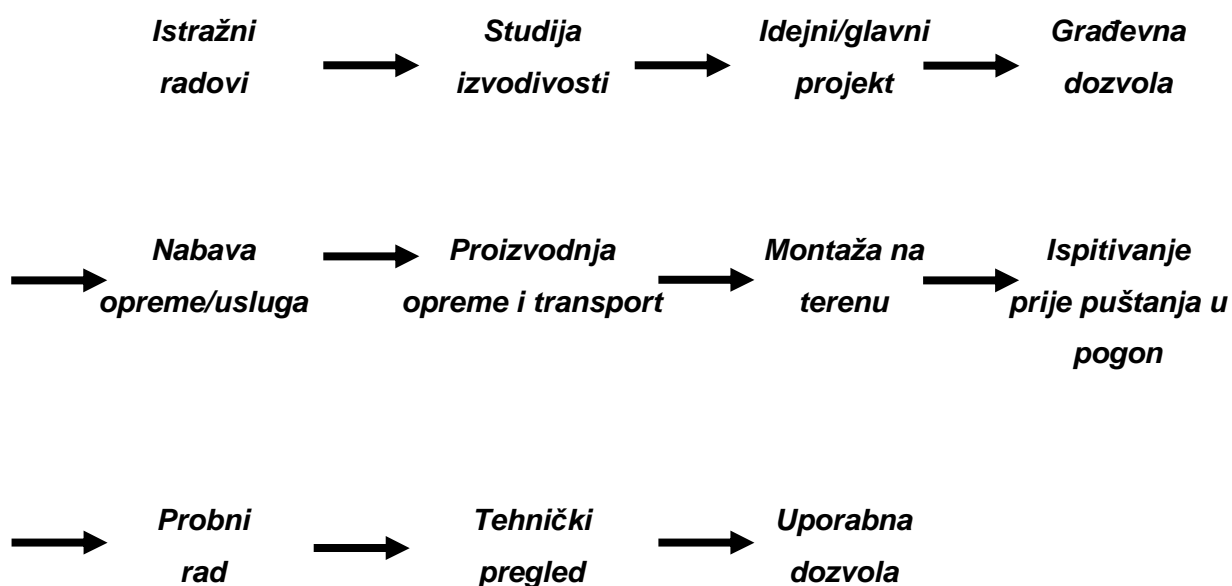 Istražni
radovi
Studija
izvodivosti
Idejni/glavni
projekt
Građevna
dozvola
Nabava
opreme/usluga
Proizvodnja
opreme i transport
Montaža na
terenu
Ispitivanje
prije puštanja u
pogon
Probni
rad
Tehnički
pregled
Uporabna
dozvola